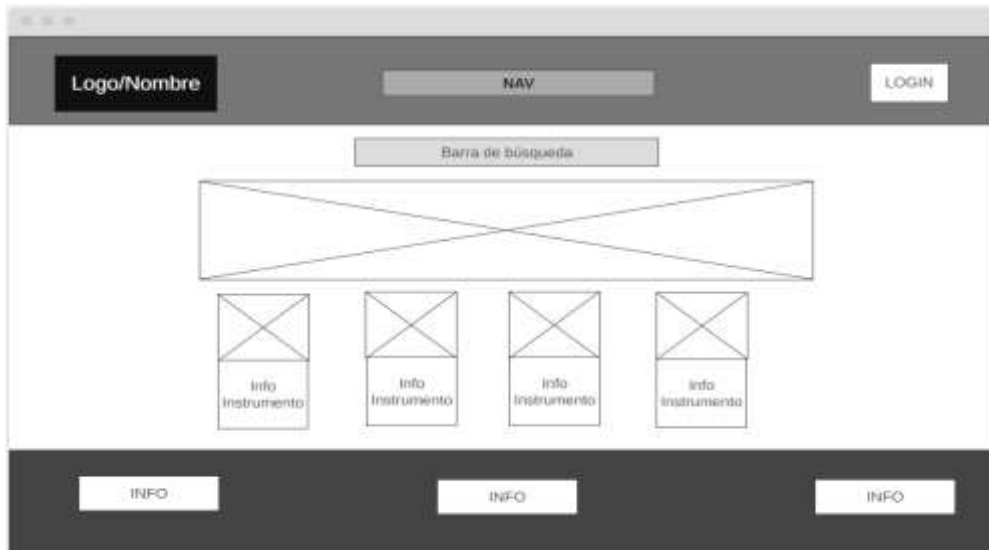 Logo/Nombre
NAV
LOGIN
Barra de búsqueda
Info
Instrumento
Info
Instrumento
Info
Instrumento
Info
Instrumento
INFO
INFO
INFO